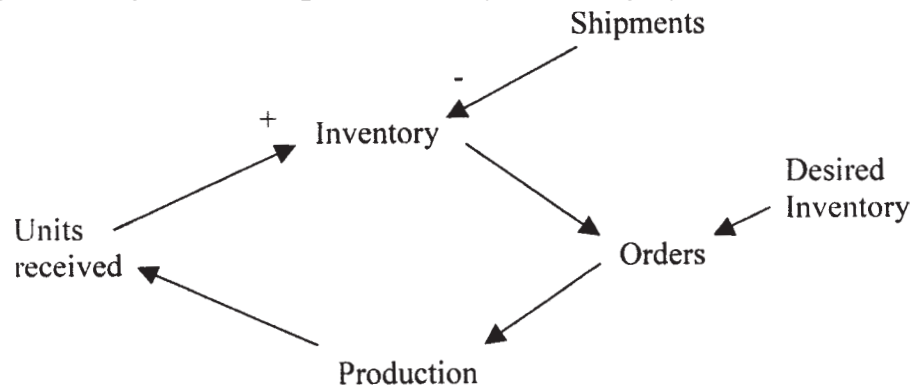 Shipments
-
+
Inventory
Desired
Inventory
Units
received
Orders
Production